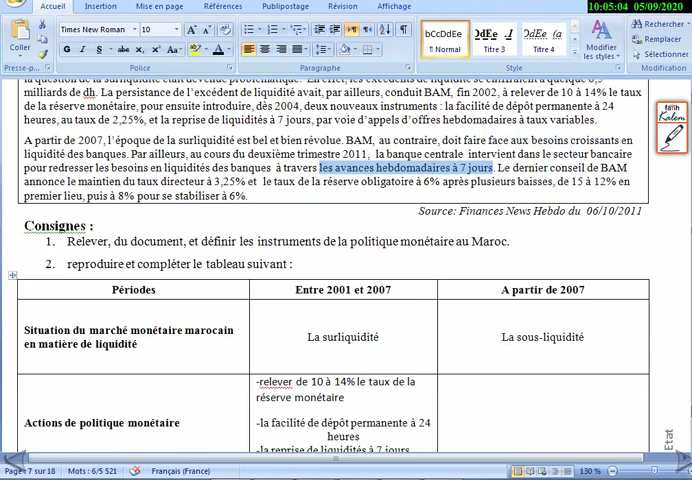 10:05:04 05/09/2020
Accueil Insertion Mise en page Références Publipostage Révision Affichage
Coller
Times New Roman 10
G I S
AaBbCcDc AaBbC AaBbCc
¶ Normal Titre 3 Titre 4
Modifier les styles
Rechercher
Remplacer
Sélectionner
Presse-p... Police Paragraphe Style Modification
milliards de dh. La persistance de l'excédent de liquidité avait, par ailleurs, conduit BAM, fin 2002, à relever de 10 à 14% le taux
de la réserve monétaire, pour ensuite introduire, dès 2004, deux nouveaux instruments : la facilité de dépôt permanente à 24
heures, au taux de 2,25%, et la reprise de liquidités à 7 jours, par voie d'appels d'offres hebdomadaires à taux variables.
A partir de 2007, l'époque de la surliquidité est bel et bien révolue. BAM, au contraire, doit faire face aux besoins croissants en
liquidité des banques. Par ailleurs, au cours du deuxième trimestre 2011, la banque centrale intervient dans le secteur bancaire
pour redresser les besoins en liquidités des banques à travers les avances hebdomadaires à 7 jours. Le dernier conseil de BAM
annonce le maintien du taux directeur à 3,25% et le taux de la réserve obligatoire à 6% après plusieurs baisses, de 15 à 12% en
premier lieu, puis à 8% pour se stabiliser à 6%.
Source: Finances News Hebdo du 06/10/2011
Consignes :
1. Relever, du document, et définir les instruments de la politique monétaire au Maroc.
2. reproduire et compléter le tableau suivant :
Périodes Entre 2001 et 2007 A partir de 2007
Situation du marché monétaire marocain
en matière de liquidité
La surliquidité La sous-liquidité
Actions de politique monétaire
-relever de 10 à 14% le taux de la
réserve monétaire
-la facilité de dépôt permanente à 24
heures
-la reprise de liquidités à 7 jours
fatih
Kalem
Etat
Page : 7 sur 18 Mots : 6/5 521 Français (France) 130 %